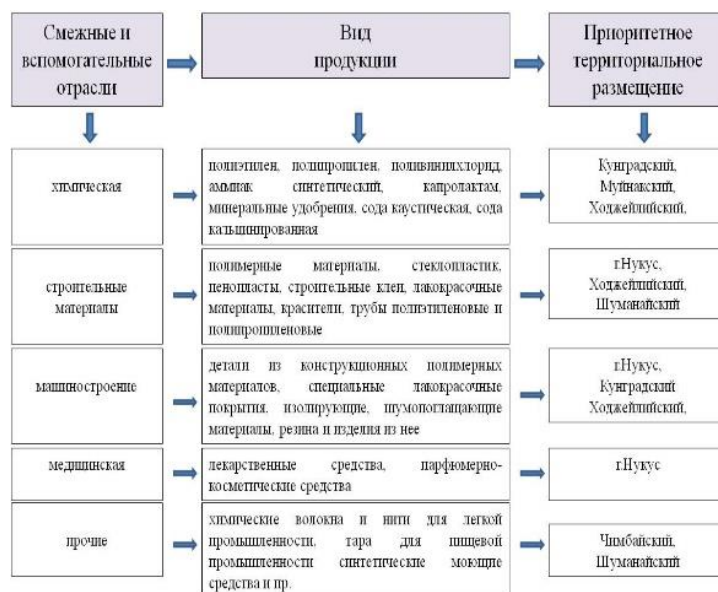 Смежные и
вспомогательные
отрасли
Вид
продукции
Приоритетное
территориальное
размещение
химическая
полиэтилен, полипропилен, поливинилхлорид,
аммиак синтетический, капролактам,
минеральные удобрения, сода каустическая, сода
кальцинированная
Кунградский,
Муйнакский,
Ходжейлийский,
строительные
материалы
полимерные материалы, стеклопластик,
пенопласты, строительные клеи, лакокрасочные
материалы, красители, трубы полиэтиленовые и
полипропиленовые
г.Нукус,
Ходжейлийский,
Шуманайский
машиностроение
детали из конструкционных полимерных
материалов, специальные лакокрасочные
покрытия, изолирующие, шумопоглащающие
материалы, резина и изделия из нее
г.Нукус,
Кунградский
Ходжейлийский,
медицинская
лекарственные средства, парфюмерно-
косметические средства
г.Нукус
прочие
химические волокна и нити для легкой
промышленности, тара для пищевой
промышленности синтетические моющие
средства и пр.
Чимбайский,
Шуманайский